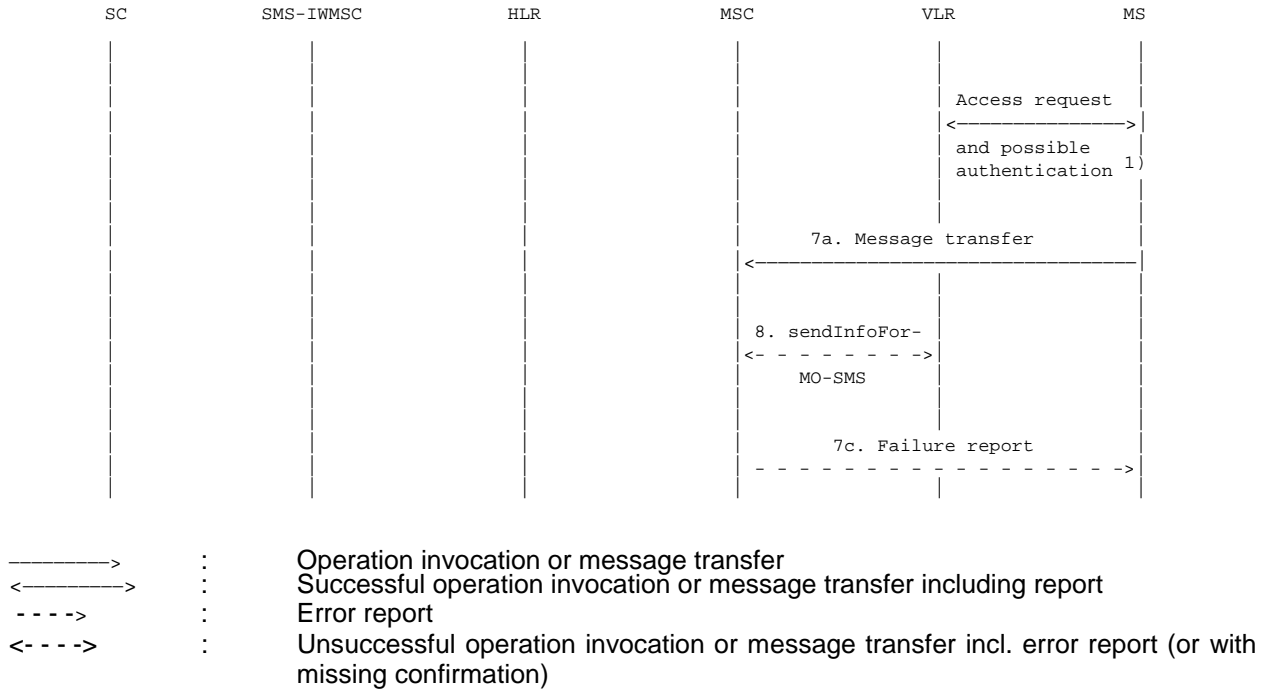 SC SMS-IWMSC HLR MSC VLR MS
Access request
<———————————————>
and possible
authentication 1)
7a. Message transfer
<——————————————————————————————————
8. sendInfoFor-
<- - - - - - - ->
MO-SMS
7c. Failure report
- - - - - - - - - - - - - - - - ->
—————————> : Operation invocation or message transfer
<—————————> : Successful operation invocation or message transfer including report
- - - -> : Error report
<- - - -> : Unsuccessful operation invocation or message transfer incl. error report (or with
missing confirmation)